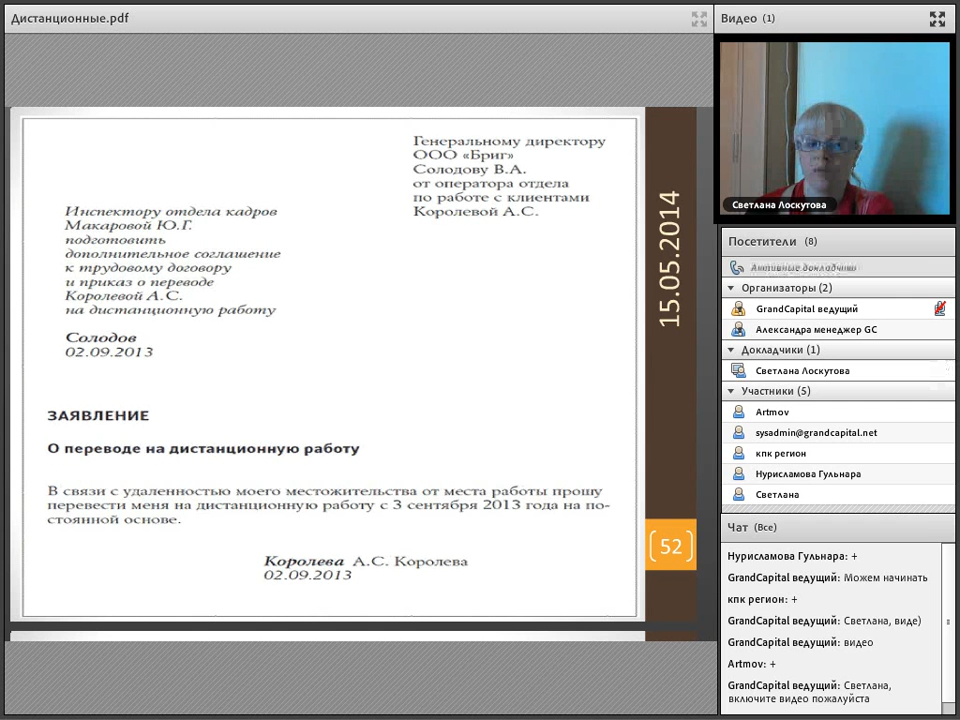 Дистанционные.pdf
Генеральному директору
ООО «Бриг»
Солодову В.А.
от оператора отдела
по работе с клиентами
Королевой А.С.
Инспектору отдела кадров
Макаровой Ю.Г.
подготовить
дополнительное соглашение
к трудовому договору
и приказ о переводе
Королевой А.С.
на дистанционную работу
Солодов
02.09.2013
ЗАЯВЛЕНИЕ
О переводе на дистанционную работу
В связи с удаленностью моего местожительства от места работы прошу
перевести меня на дистанционную работу с 3 сентября 2013 года на по-
стоянной основе.
Королева А.С. Королева
02.09.2013
15.05.2014
52
Видео (1)
Светлана Лоскутова
Посетители (8)
Активные докладчики
Организаторы (2)
GrandCapital ведущий
Александра менеджер GC
Докладчики (1)
Светлана Лоскутова
Участники (5)
Artmov
sysadmin@grandcapital.net
кпк регион
Нурисламова Гульнара
Светлана
Чат (Все)
Нурисламова Гульнара: +
GrandCapital ведущий: Можем начинать
кпк регион: +
GrandCapital ведущий: Светлана, виде)
GrandCapital ведущий: видео
Artmov: +
GrandCapital ведущий: Светлана,
включите видео пожалуйста